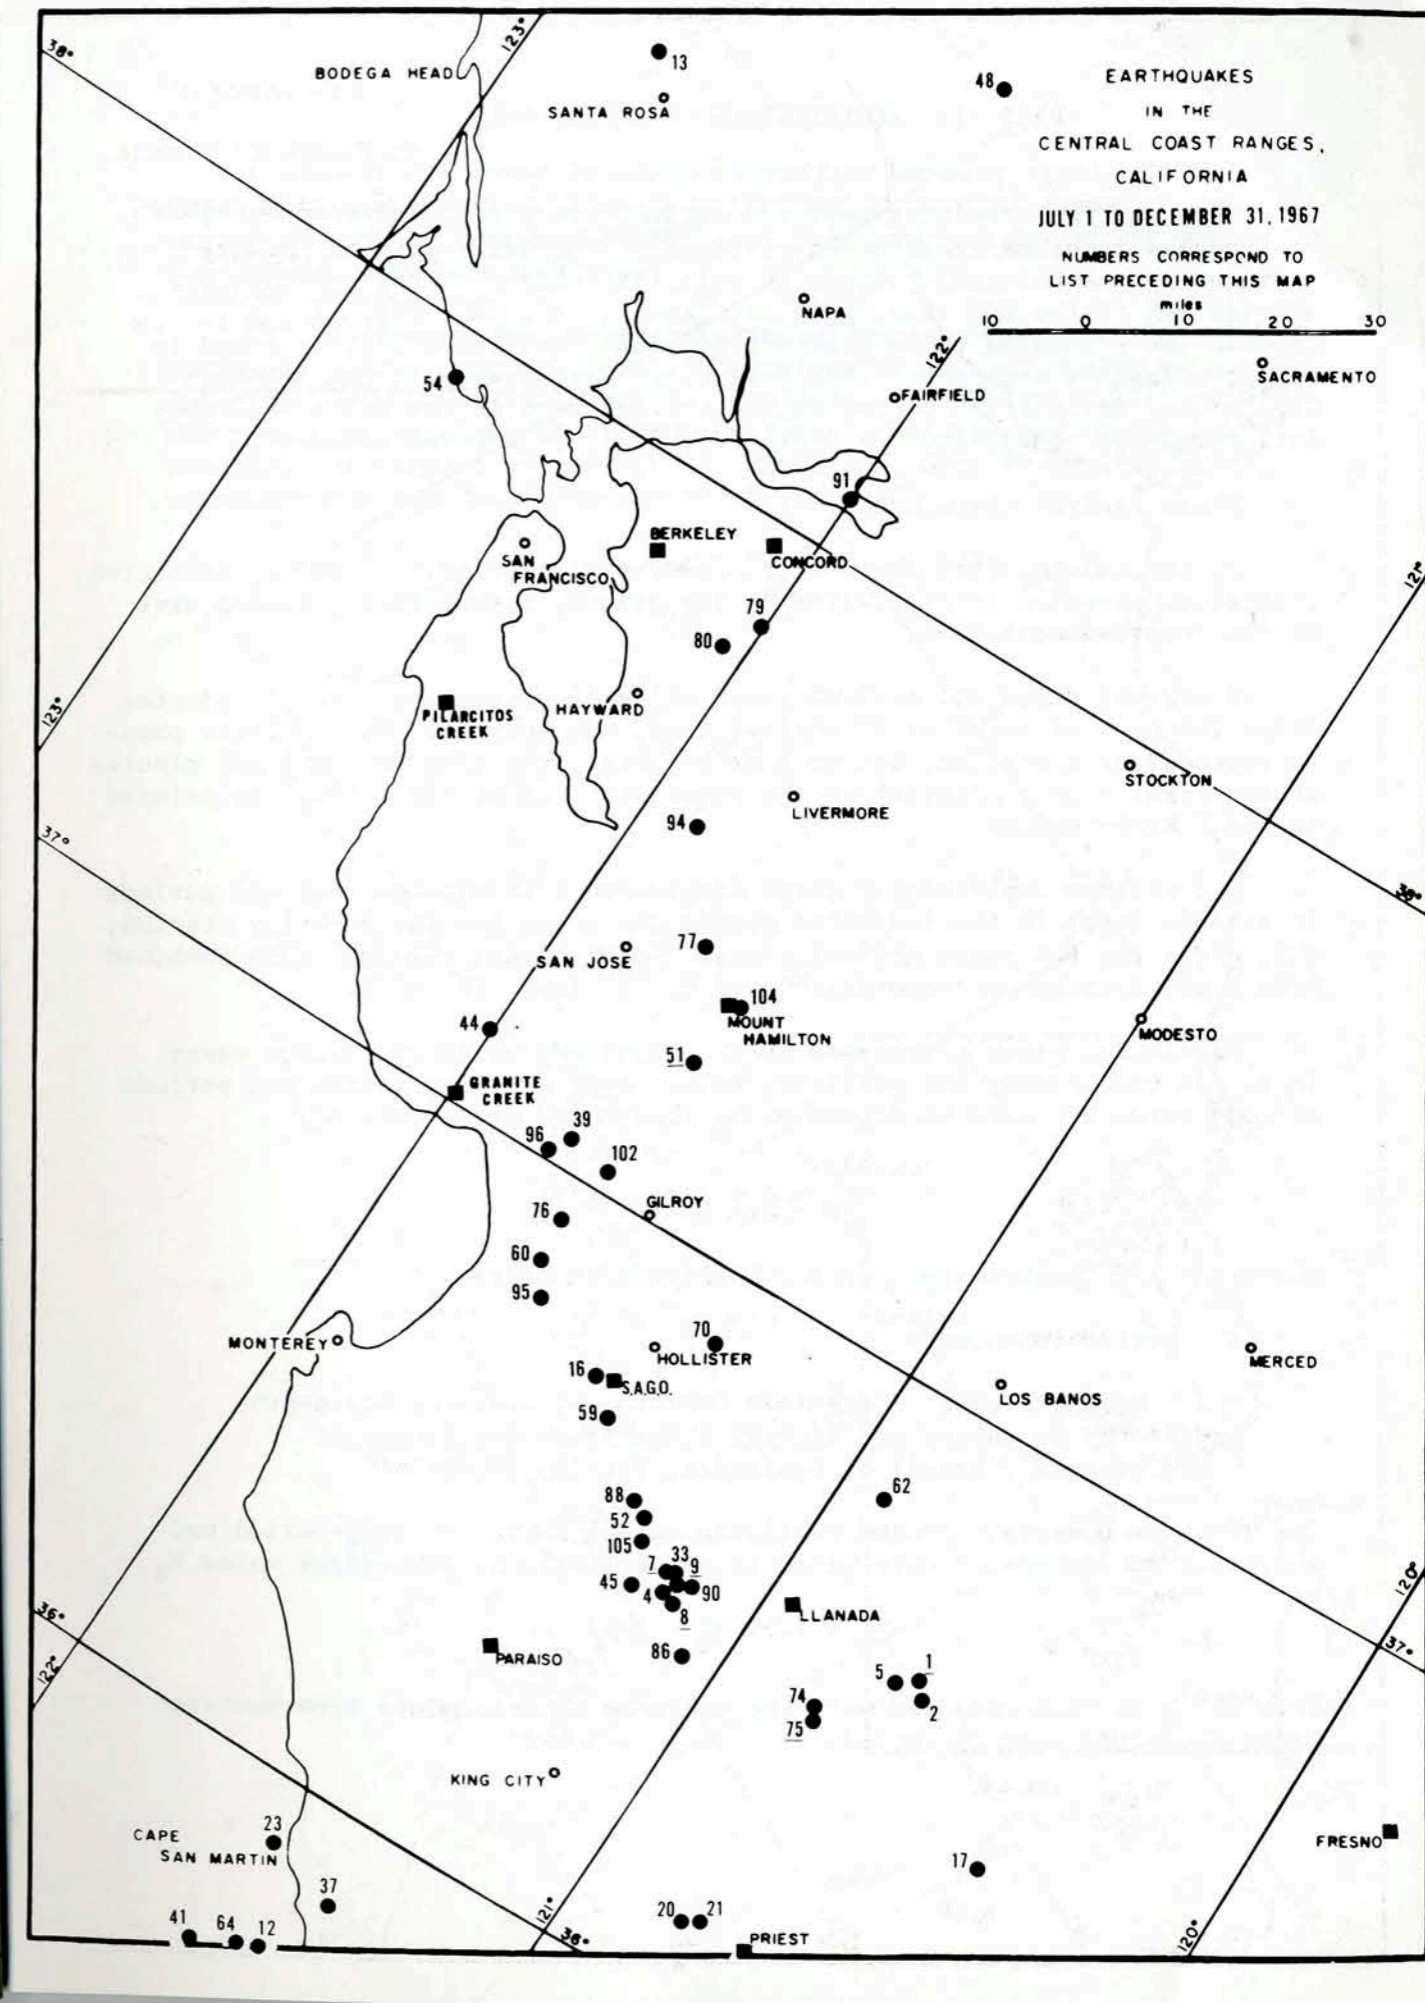 38°
123°
BODEGA HEAD
13
SANTA ROSA
48
EARTHQUAKES
IN THE
CENTRAL COAST RANGES,
CALIFORNIA
JULY 1 TO DECEMBER 31, 1967
NUMBERS CORRESPOND TO
LIST PRECEDING THIS MAP
miles
10 0 10 20 30
NAPA
122°
SACRAMENTO
54
FAIRFIELD
91
BERKELEY
SAN
FRANCISCO
CONCORD
121°
79
80
123°
PILARCITOS
CREEK
HAYWARD
STOCKTON
LIVERMORE
94
37°
38°
77
SAN JOSE
104
MOUNT
HAMILTON
44
MODESTO
51
GRANITE
CREEK
39
96
102
GILROY
76
60
95
MONTEREY
70
HOLLISTER
MERCED
16
S.A.G.O.
LOS BANOS
59
62
88
52
105
33
7
9
45
4
90
8
120°
36°
LLANADA
37°
PARAISO
86
122°
1
5
2
74
75
KING CITY
23
CAPE
SAN MARTIN
FRESNO
17
37
41
64
12
121°
36°
20
21
PRIEST
120°